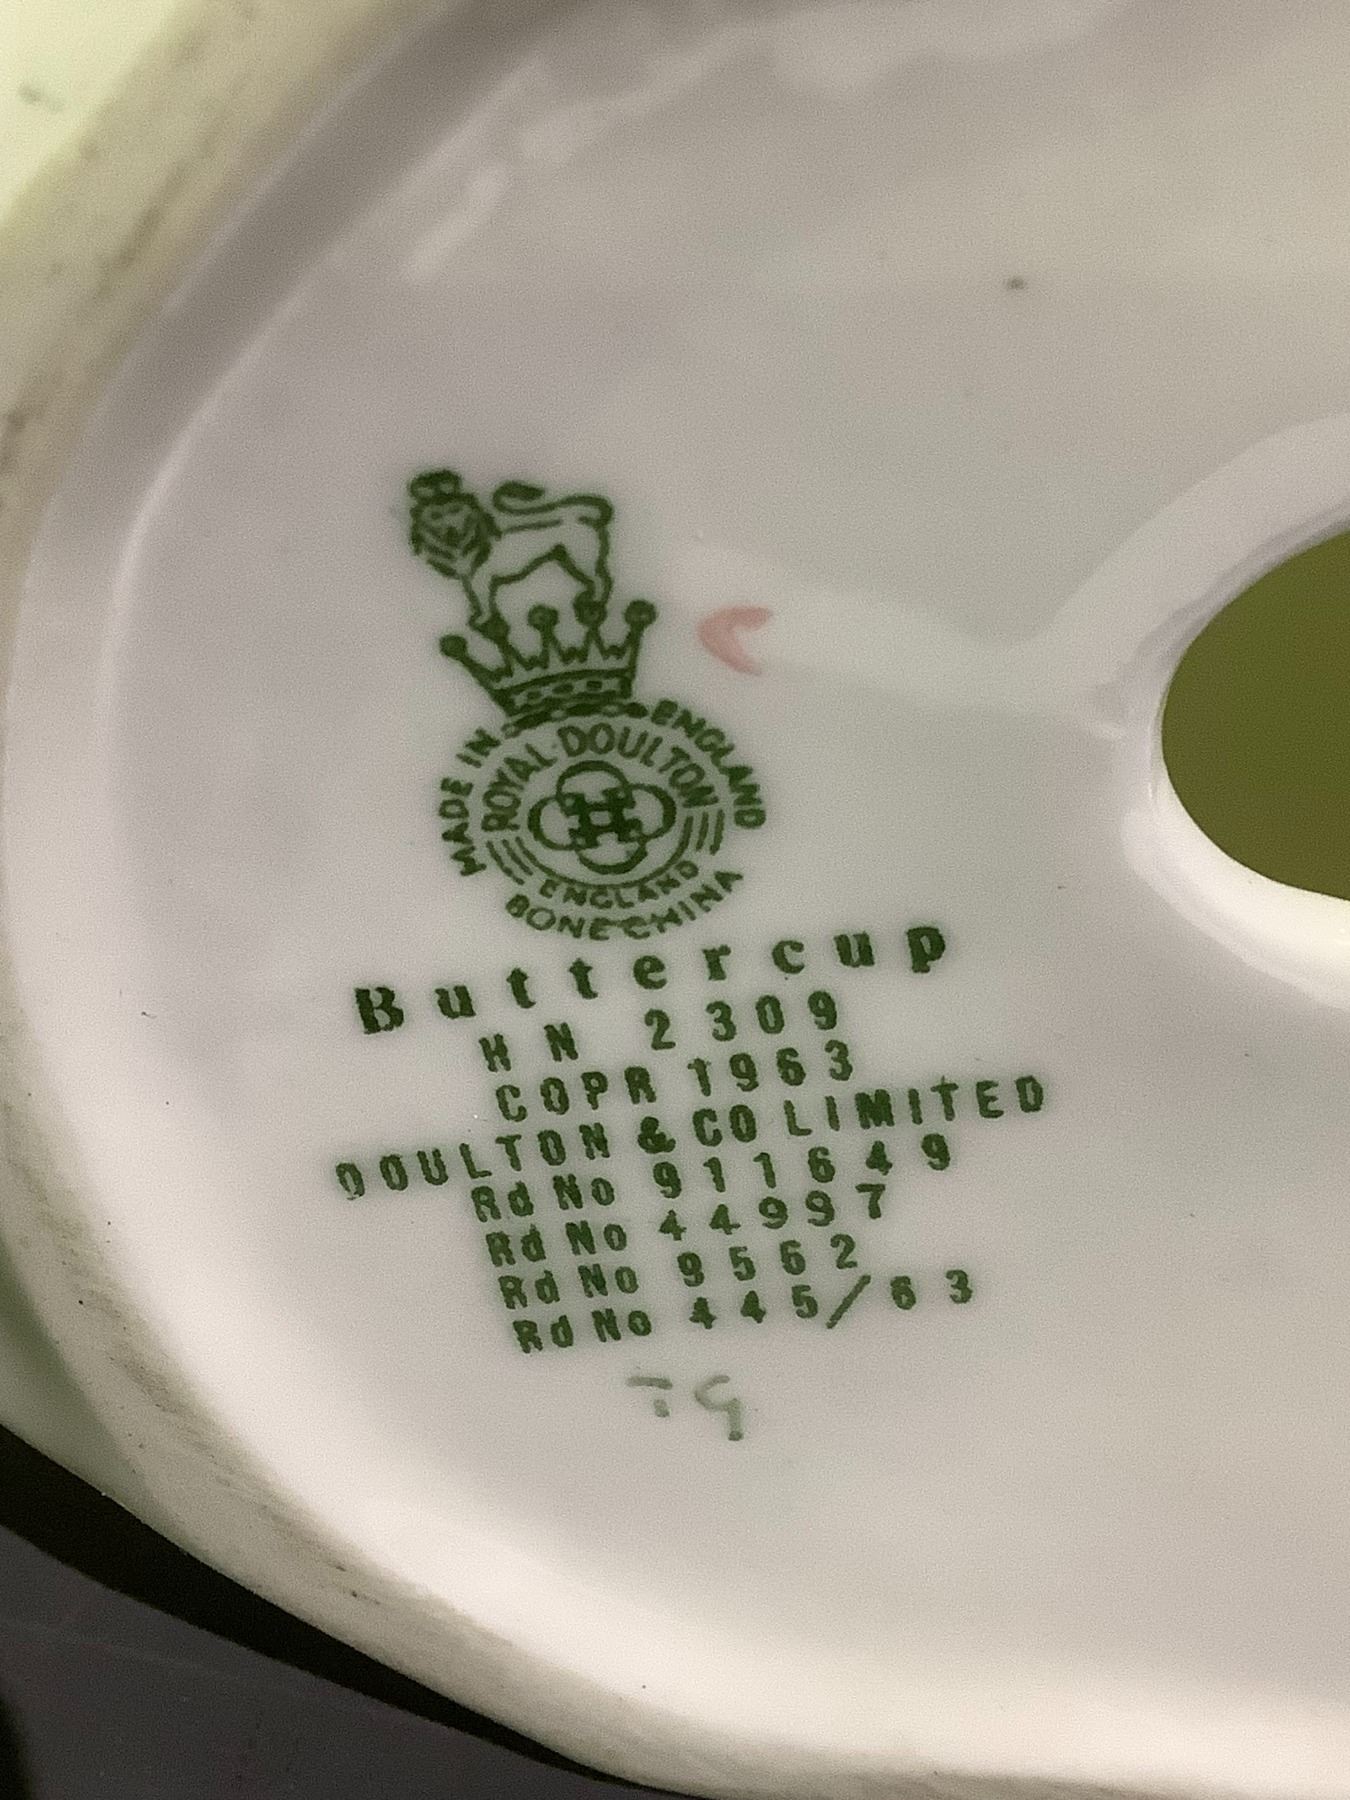 MADE IN ENGLAND
ROYAL·DOULTON
ENGLAND
BONE CHINA
Buttercup
HN 2309
COPR 1963
DOULTON & CO LIMITED
Rd No 911649
Rd No 44997
Rd No 9562
Rd No 445/63